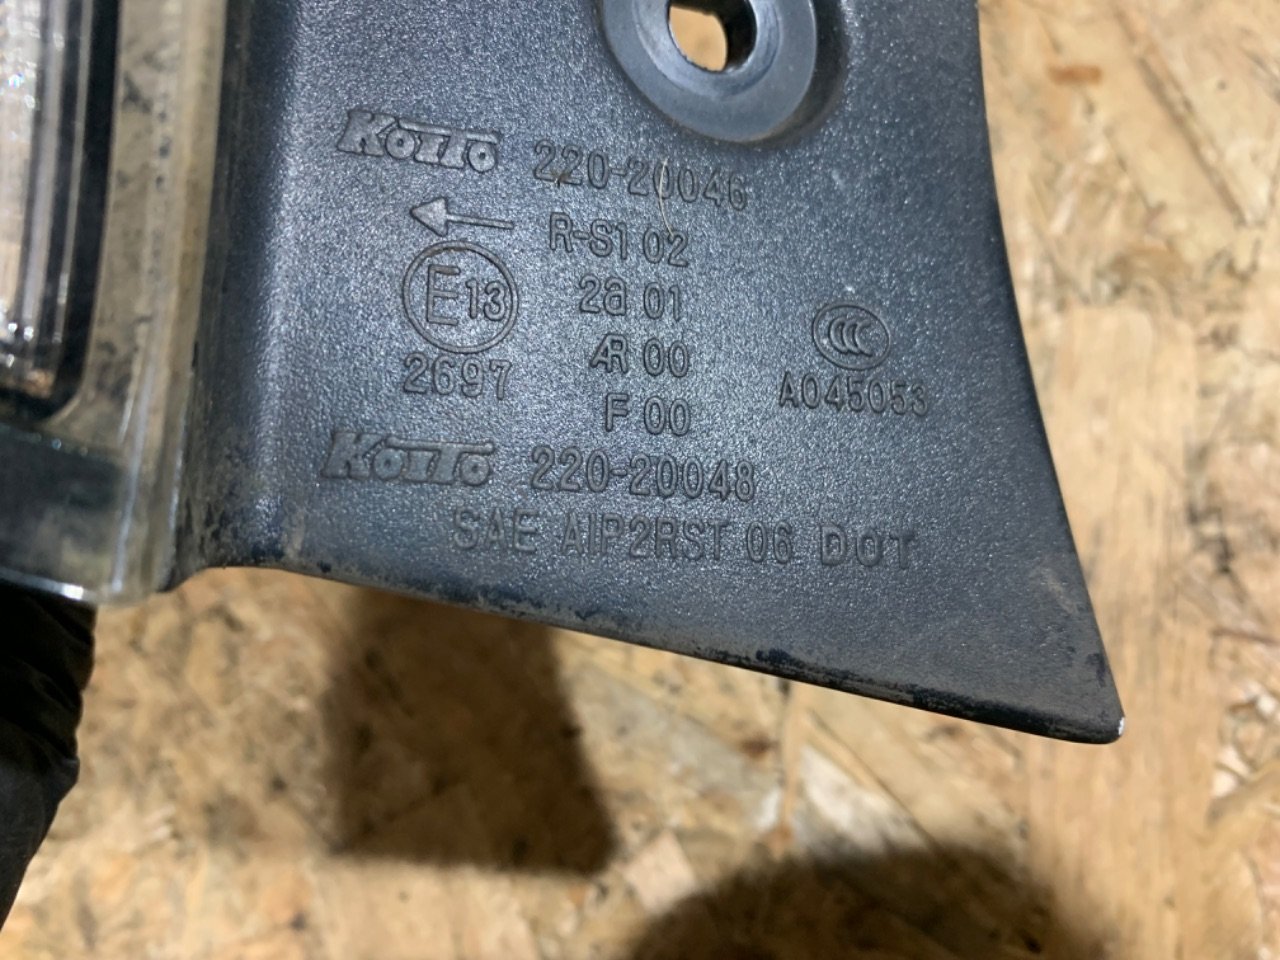 KOITO 220-20046
← R-S1 02
E13 2a 01
AR 00
2697
F 00
CCC
A045053
KOITO 220-20048
SAE AIP2RST 06 DOT